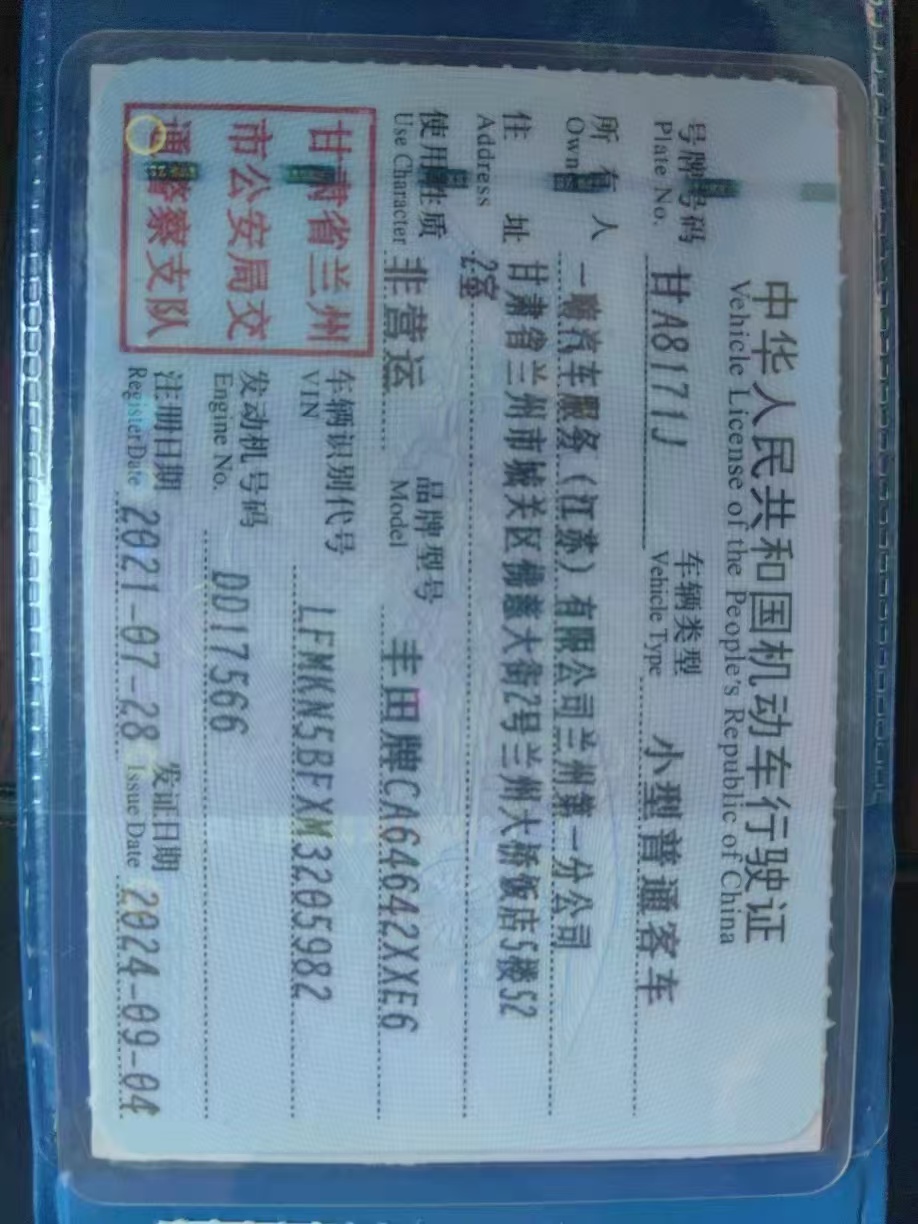 中华人民共和国机动车行驶证
Vehicle License of the People's Republic of China
号牌号码 甘A8171J 车辆类型 小型普通客车
Plate No. Vehicle Type
所有人 一嗨汽车服务(江苏)有限公司兰州第一分公司
Owner
住址 甘肃省兰州市城关区佛慈大街2号兰州大桥饭店5楼52
Address 2室
使用性质 非营运 品牌型号 丰田牌CA64642XXE6
Use Character Model
甘肃省兰州
市公安局交
通警察支队
车辆识别代号 LFMKN5BFXM3205982
VIN
发动机号码 DD17566
Engine No.
注册日期 2021-07-28 发证日期 2024-09-04
Register Date Issue Date